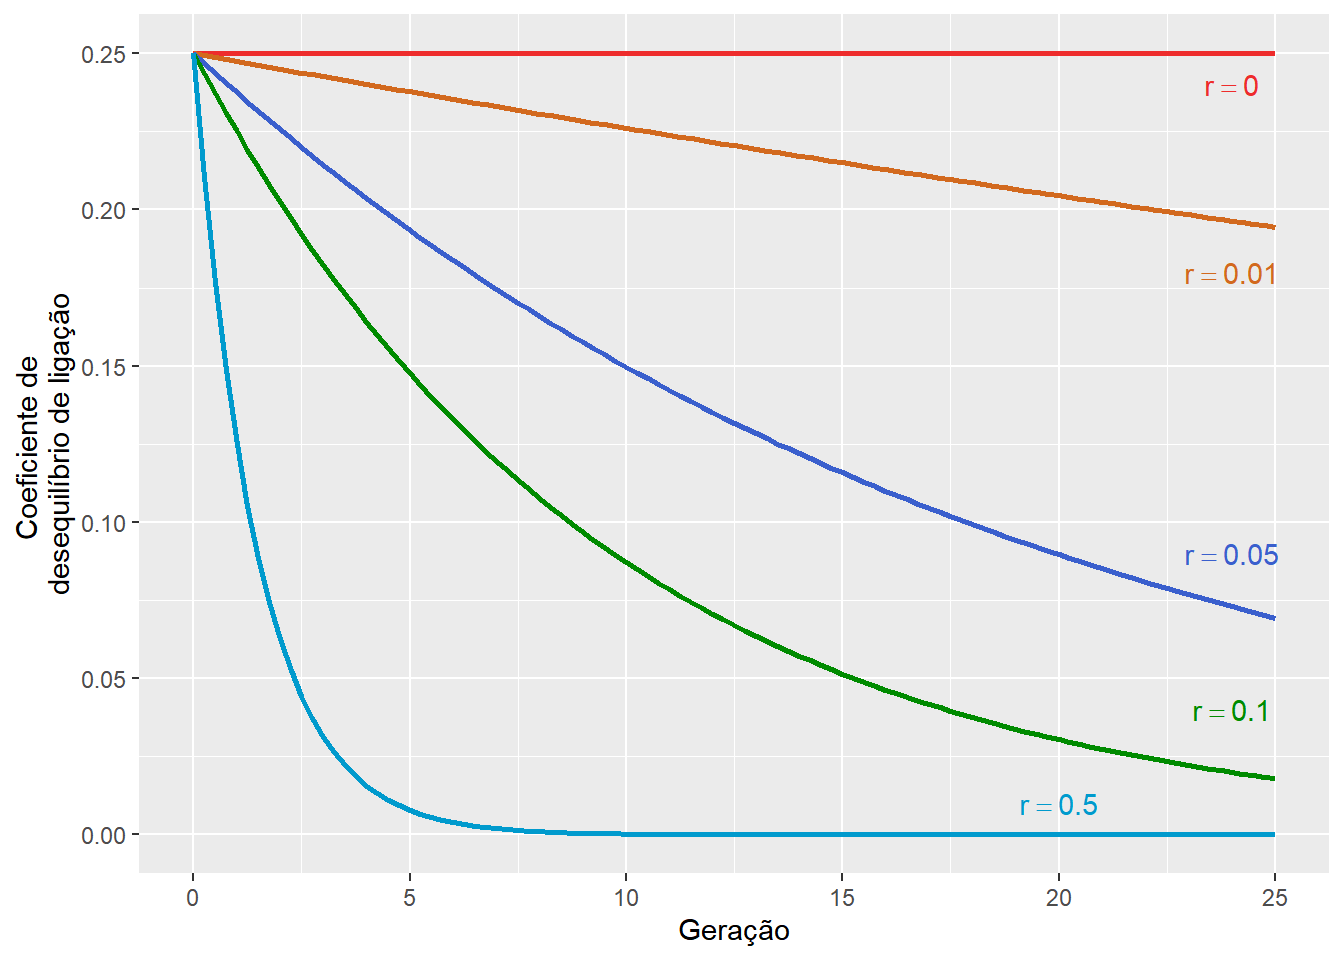 0.25
0.20
0.15
0.10
0.05
0.00
Coeficiente de
desequilíbrio de ligação
r = 0
r = 0.01
r = 0.05
r = 0.1
r = 0.5
0 5 10 15 20 25
Geração